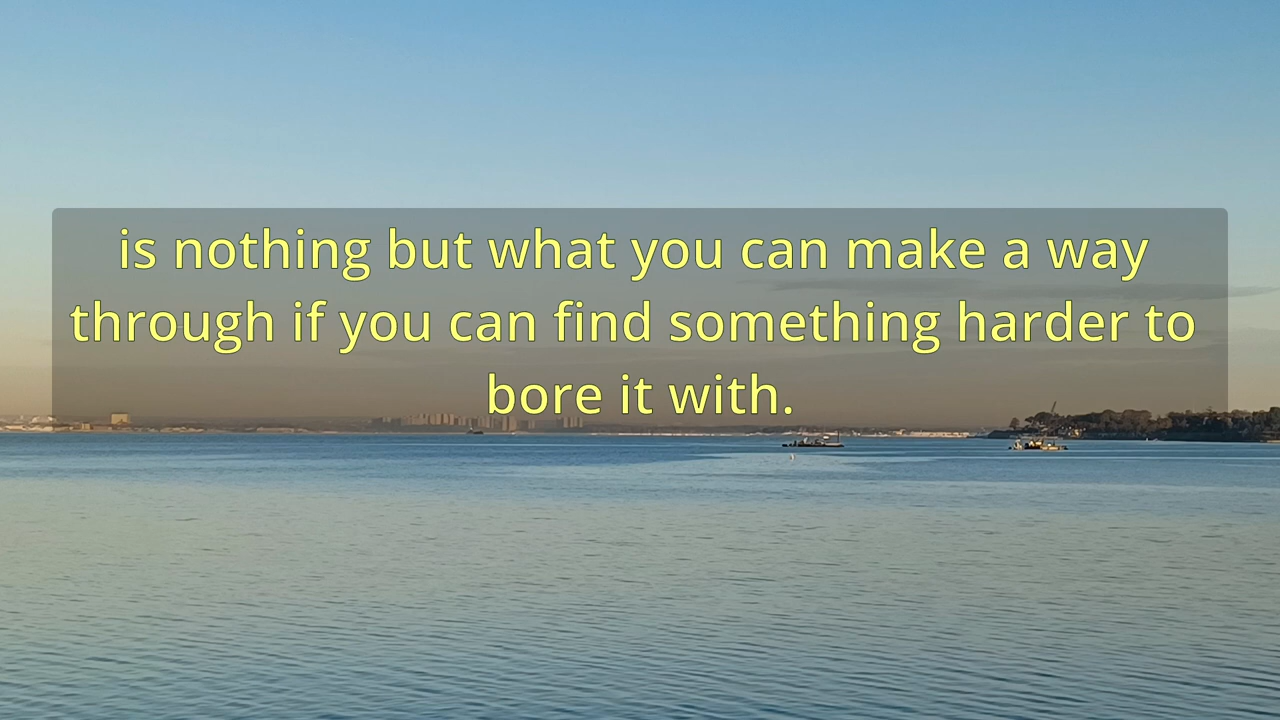 is nothing but what you can make a way
through if you can find something harder to
bore it with.